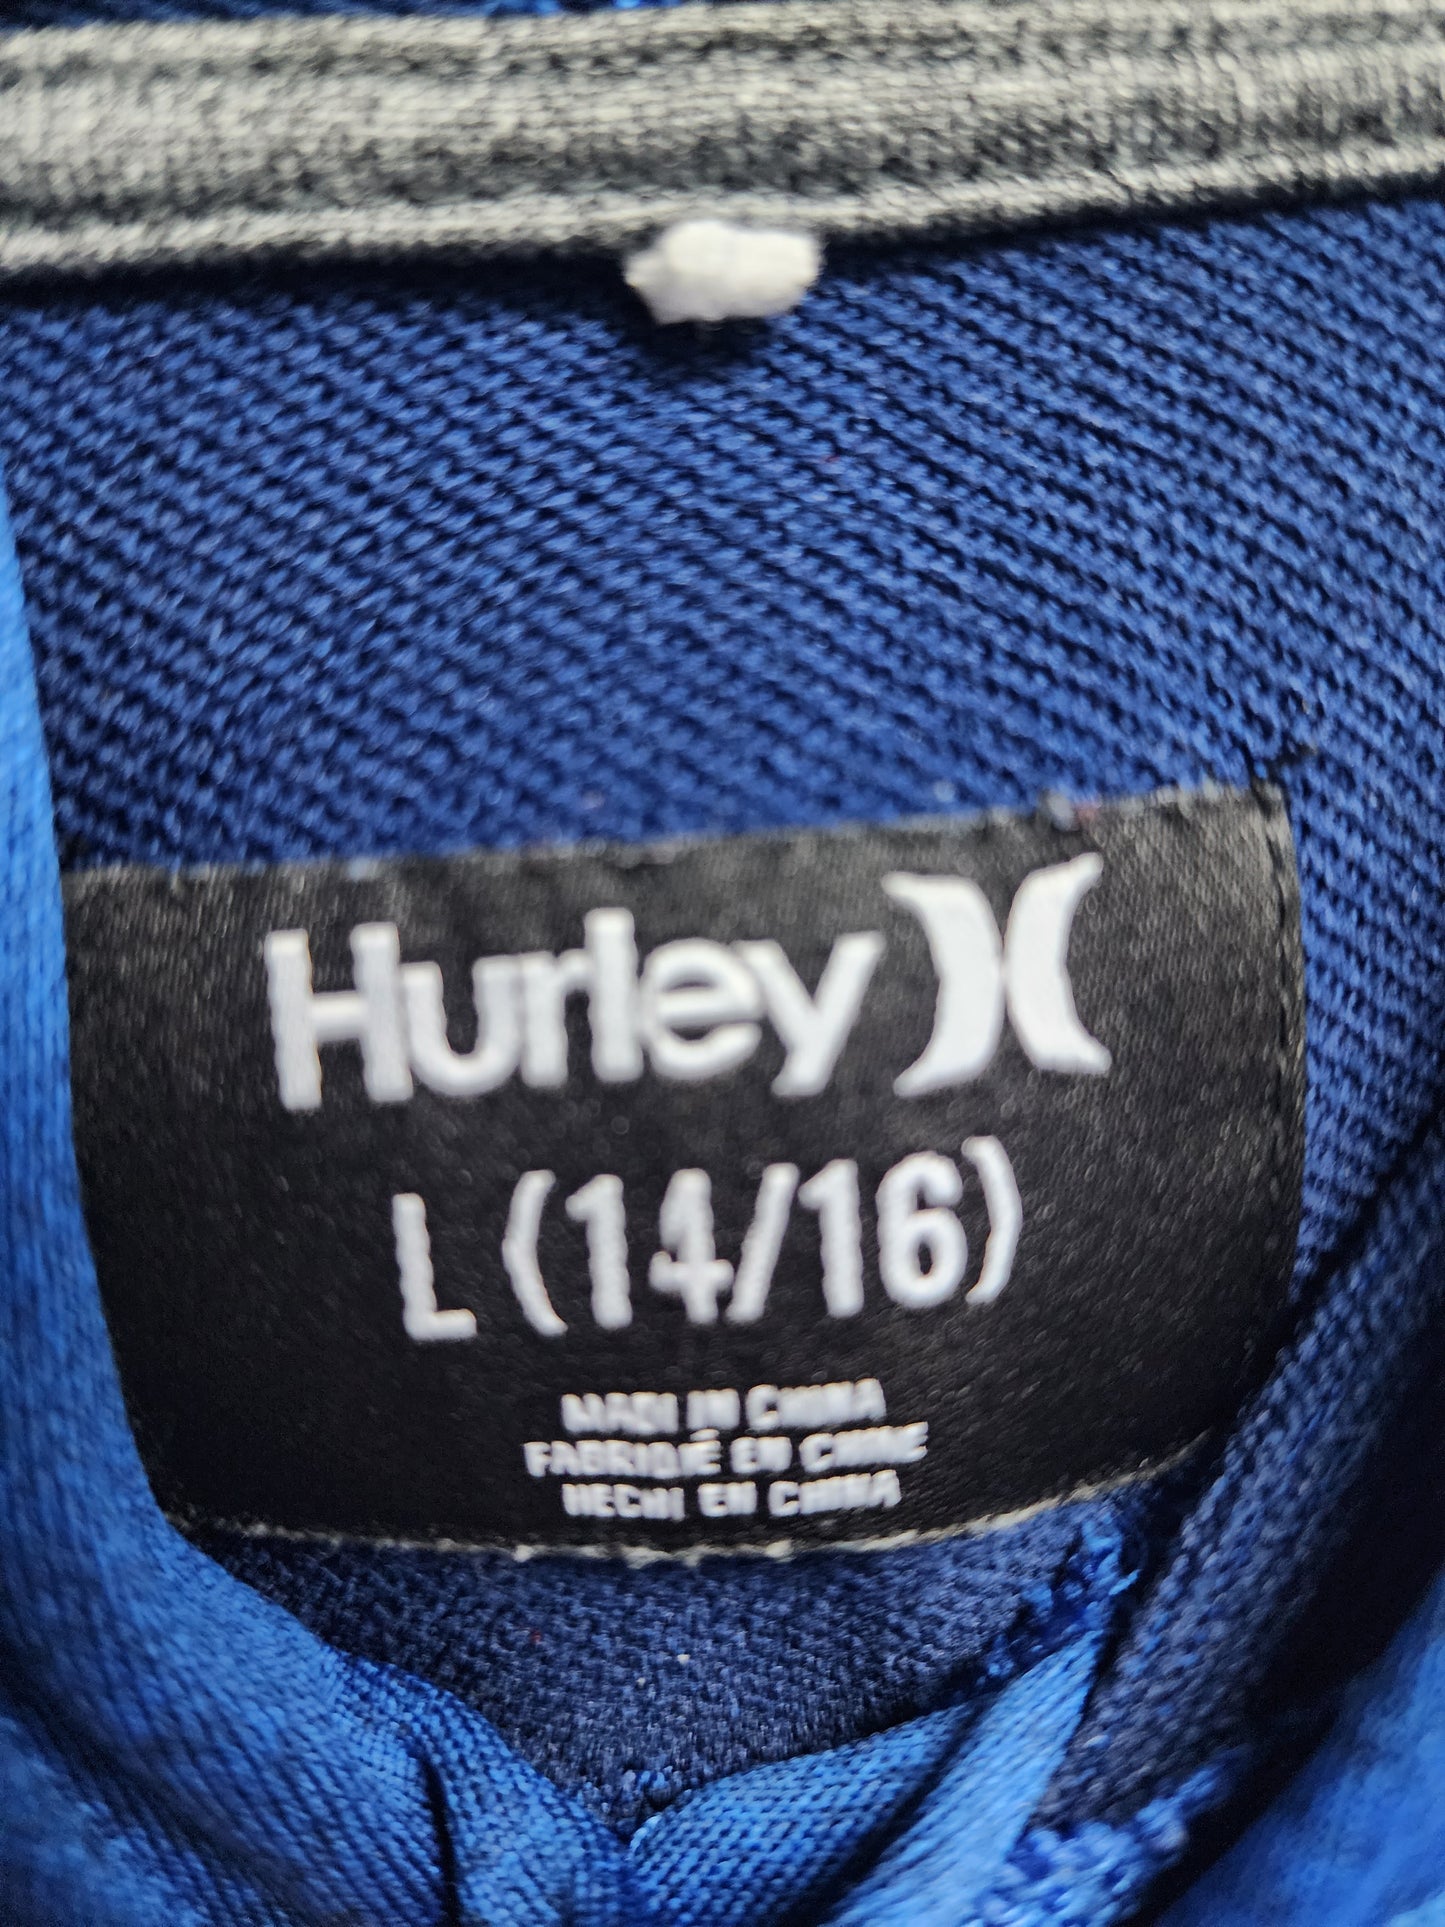 Hurley
L (14/16)
MADE IN CHINA
FABRIQUÉ EN CHINE
HECHO EN CHINA